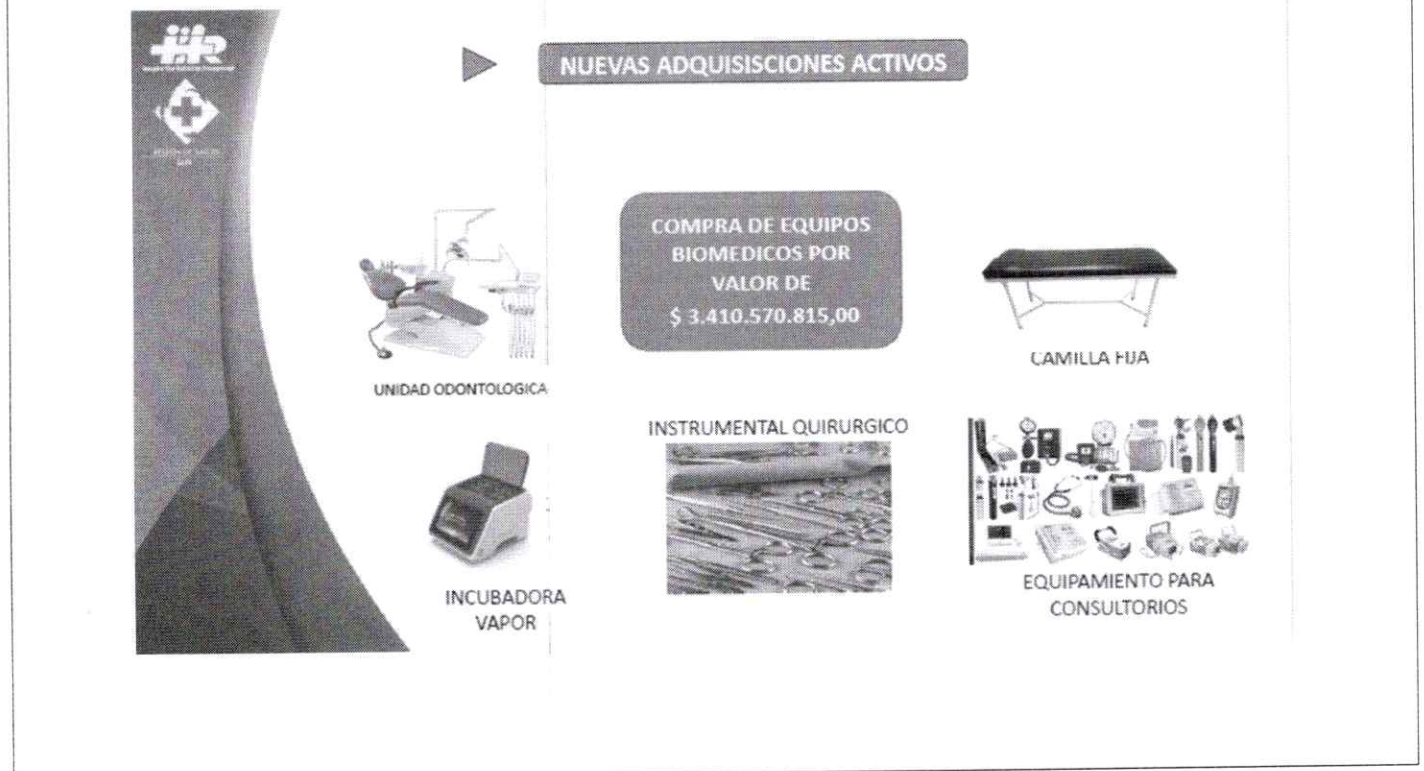 NUEVAS ADQUISISCIONES ACTIVOS
COMPRA DE EQUIPOS
BIOMEDICOS POR
VALOR DE
$ 3.410.570.815,00
UNIDAD ODONTOLOGICA
CAMILLA FIJA
INSTRUMENTAL QUIRURGICO
INCUBADORA
VAPOR
EQUIPAMIENTO PARA
CONSULTORIOS